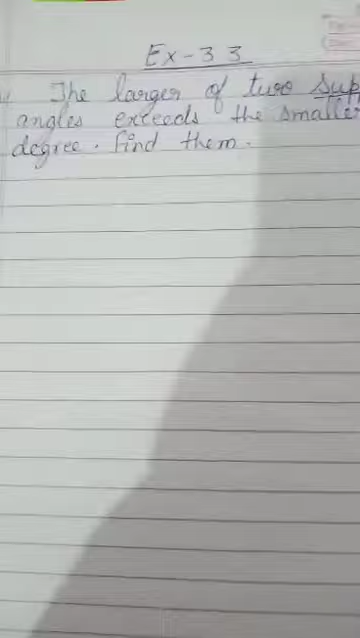 Ex-3 3
The larger of two sup
angles exceeds the smaller
degree. find them.